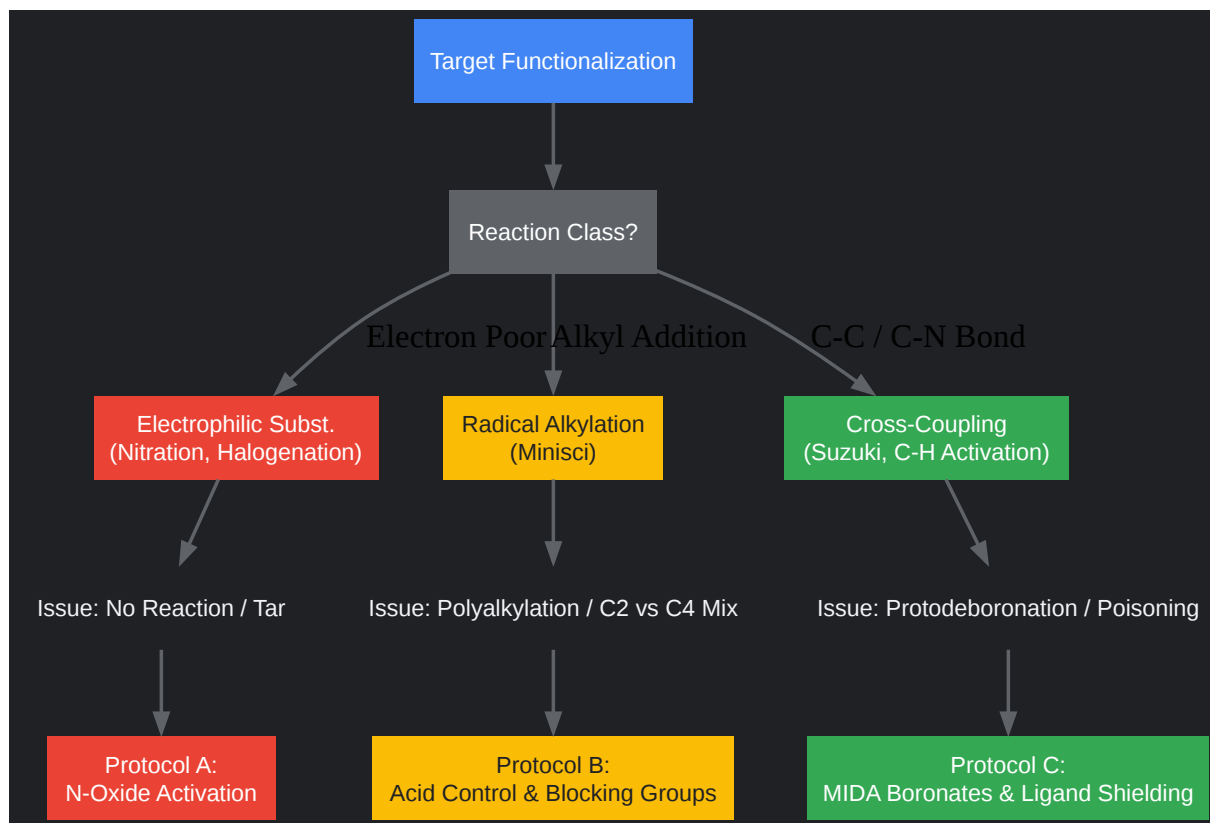 Target Functionalization
Reaction Class?
Electron Poor
Alkyl Addition
C-C / C-N Bond
Electrophilic Subst.
(Nitration, Halogenation)
Radical Alkylation
(Minisci)
Cross-Coupling
(Suzuki, C-H Activation)
Issue: No Reaction / Tar
Issue: Polyalkylation / C2 vs C4 Mix
Issue: Protodeboronation / Poisoning
Protocol A:
N-Oxide Activation
Protocol B:
Acid Control & Blocking Groups
Protocol C:
MIDA Boronates & Ligand Shielding